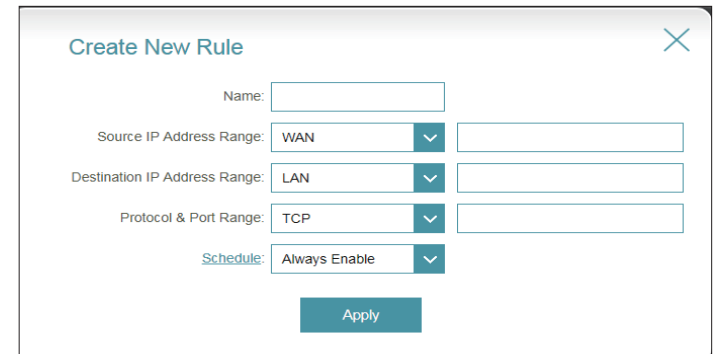 Create New Rule
Name:
Source IP Address Range: WAN
Destination IP Address Range: LAN
Protocol & Port Range: TCP
Schedule: Always Enable
Apply